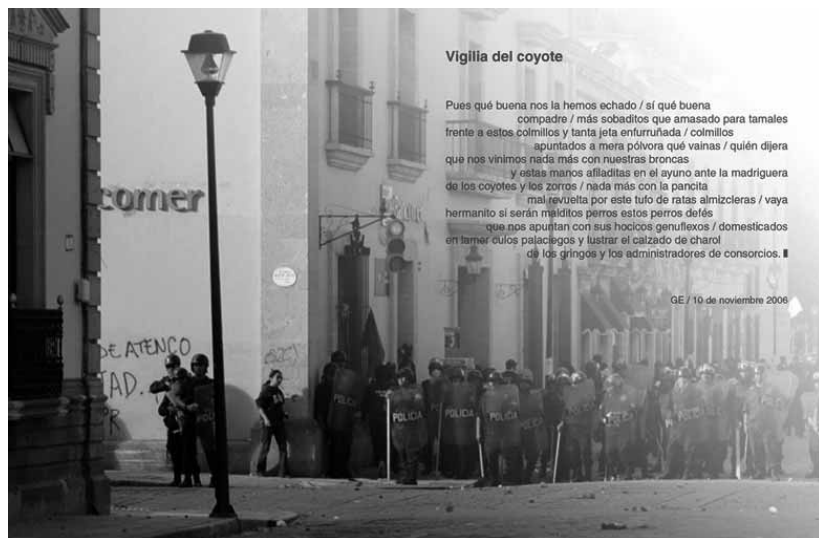 Vigilia del coyote
Pues qué buena nos la hemos echado / sí qué buena
compadre / más sobaditos que amasado para tamales
frente a estos colmillos y tanta jeta enfurruñada / colmillos
apuntados a mera pólvora qué vainas / quién dijera
que nos vinimos nada más con nuestras broncas
y estas manos afiladitas en el ayuno ante la madriguera
de los coyotes y los zorros / nada más con la pancita
mal revuelta por este tufo de ratas almizcleras / vaya
hermanito si serán malditos perros estos perros defés
que nos apuntan con sus hocicos genuflexos / domesticados
en lamer culos palaciegos y lustrar el calzado de charol
de los gringos y los administradores de consorcios.
GE / 10 de noviembre 2006
comer
DE ATENCO
TAD.
PR
POLICIA
POLICIA
POLICIA